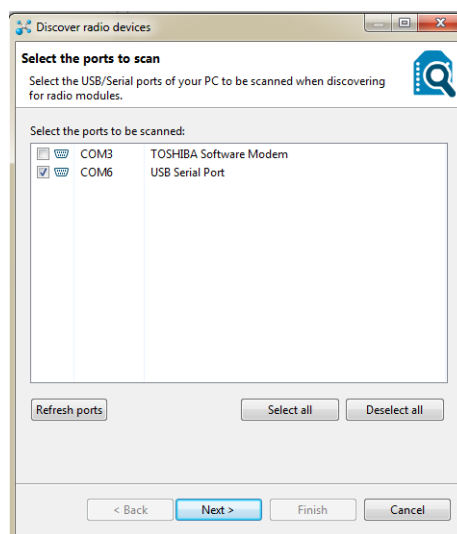 Discover radio devices
Select the ports to scan
Select the USB/Serial ports of your PC to be scanned when discovering
for radio modules.
Select the ports to be scanned:
COM3 TOSHIBA Software Modem
COM6 USB Serial Port
Refresh ports Select all Deselect all
< Back Next > Finish Cancel